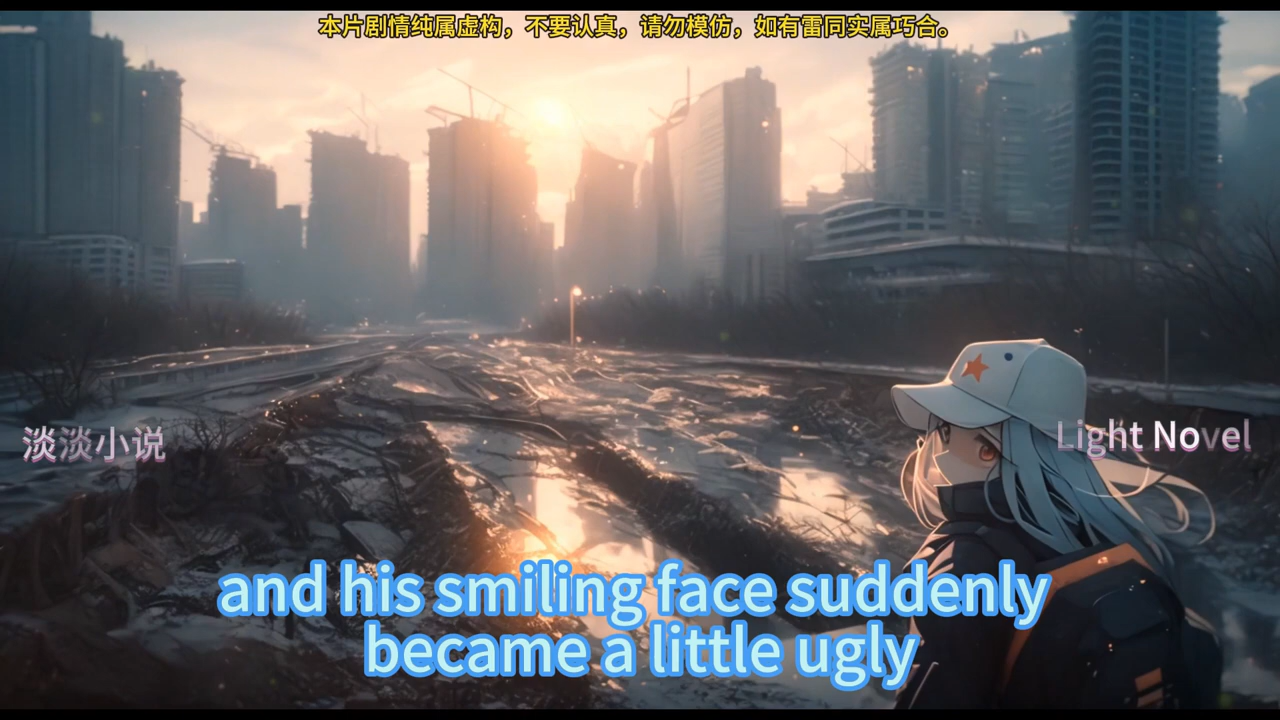 本片剧情纯属虚构，不要认真，请勿模仿，如有雷同实属巧合。
淡淡小说
Light Novel
and his smiling face suddenly
became a little ugly